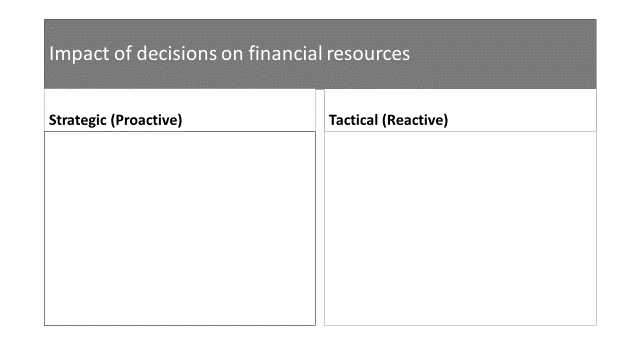 Impact of decisions on financial resources
Strategic (Proactive)
Tactical (Reactive)